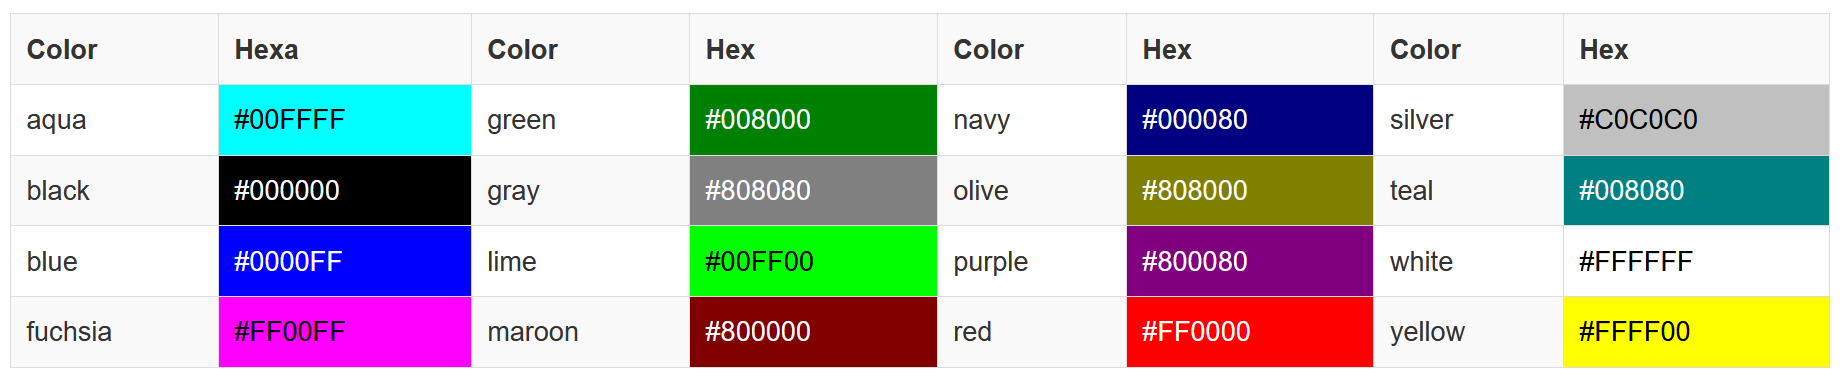 Color Hexa Color Hex Color Hex Color Hex
aqua #00FFFF green #008000 navy #000080 silver #C0C0C0
black #000000 gray #808080 olive #808000 teal #008080
blue #0000FF lime #00FF00 purple #800080 white #FFFFFF
fuchsia #FF00FF maroon #800000 red #FF0000 yellow #FFFF00